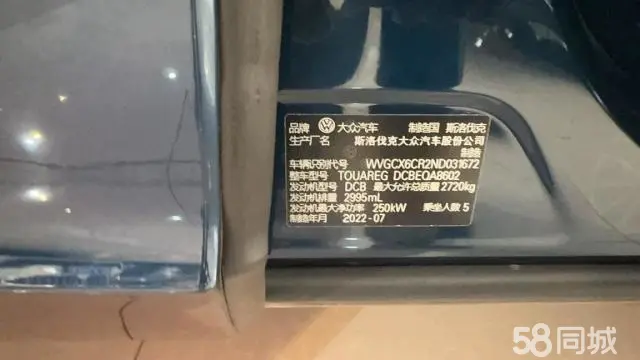 品牌 大众汽车 制造国 斯洛伐克
生产厂名 斯洛伐克大众汽车股份公司
制造
车辆识别代号 WVGCX6CR2ND031672
整车型号 TOUAREG DCBEQA8602
发动机型号 DCB 最大允许总质量 2720kg
发动机排量 2995mL
发动机最大净功率 250kW 乘坐人数 5
制造年月 2022-07
58同城